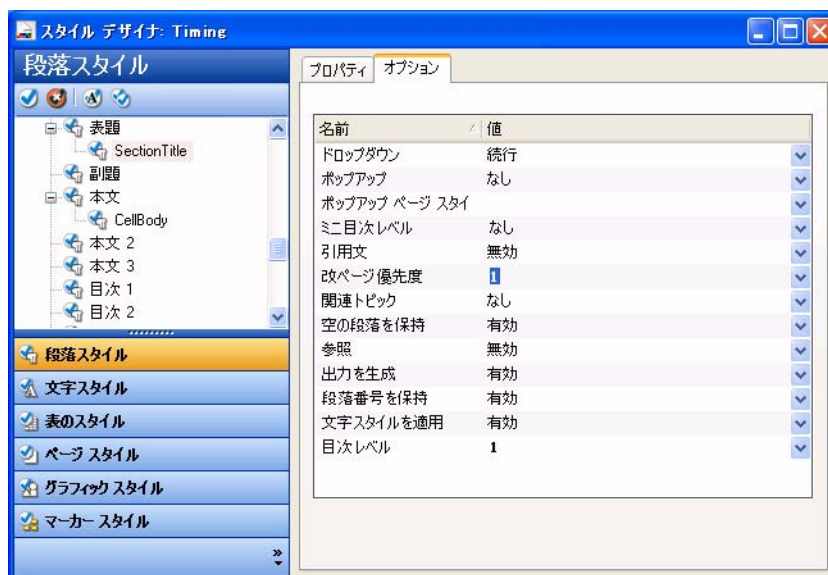 スタイル デザイナ: Timing
段落スタイル
表題
SectionTitle
副題
本文
CellBody
本文 2
本文 3
目次 1
目次 2
段落スタイル
文字スタイル
表のスタイル
ページ スタイル
グラフィック スタイル
マーカー スタイル
プロパティ オプション
名前 値
ドロップダウン 続行
ポップアップ なし
ポップアップ ページ スタイ
ミニ目次レベル なし
引用文 無効
改ページ優先度 1
関連トピック なし
空の段落を保持 有効
参照 無効
出力を生成 有効
段落番号を保持 有効
文字スタイルを適用 有効
目次レベル 1